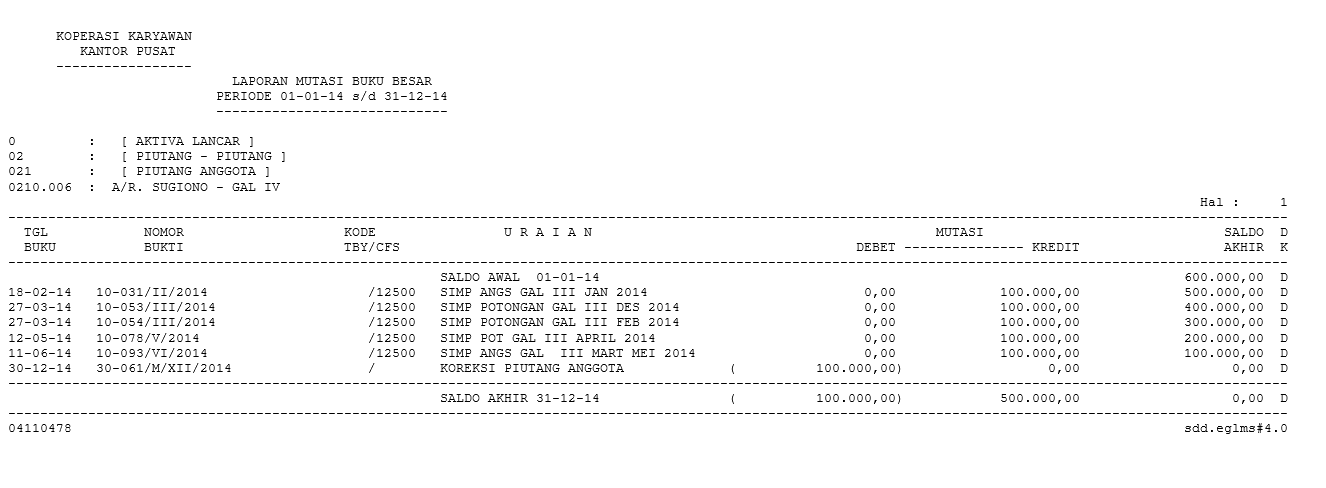 KOPERASI KARYAWAN
KANTOR PUSAT
-----------------
LAPORAN MUTASI BUKU BESAR
PERIODE 01-01-14 s/d 31-12-14
-----------------------------
0 : [ AKTIVA LANCAR ]
02 : [ PIUTANG - PIUTANG ]
021 : [ PIUTANG ANGGOTA ]
0210.006 : A/R. SUGIONO - GAL IV
Hal : 1
TGL NOMOR KODE U R A I A N MUTASI SALDO D
BUKU BUKTI TBY/CFS DEBET --------------- KREDIT AKHIR K
SALDO AWAL 01-01-14 600.000,00 D
18-02-14 10-031/II/2014 /12500 SIMP ANGS GAL III JAN 2014 0,00 100.000,00 500.000,00 D
27-03-14 10-053/III/2014 /12500 SIMP POTONGAN GAL III DES 2014 0,00 100.000,00 400.000,00 D
27-03-14 10-054/III/2014 /12500 SIMP POTONGAN GAL III FEB 2014 0,00 100.000,00 300.000,00 D
12-05-14 10-078/V/2014 /12500 SIMP POT GAL III APRIL 2014 0,00 100.000,00 200.000,00 D
11-06-14 10-093/VI/2014 /12500 SIMP ANGS GAL III MART MEI 2014 0,00 100.000,00 100.000,00 D
30-12-14 30-061/M/XII/2014 / KOREKSI PIUTANG ANGGOTA ( 100.000,00) 0,00 0,00 D
SALDO AKHIR 31-12-14 ( 100.000,00) 500.000,00 0,00 D
04110478 sdd.eglms#4.0